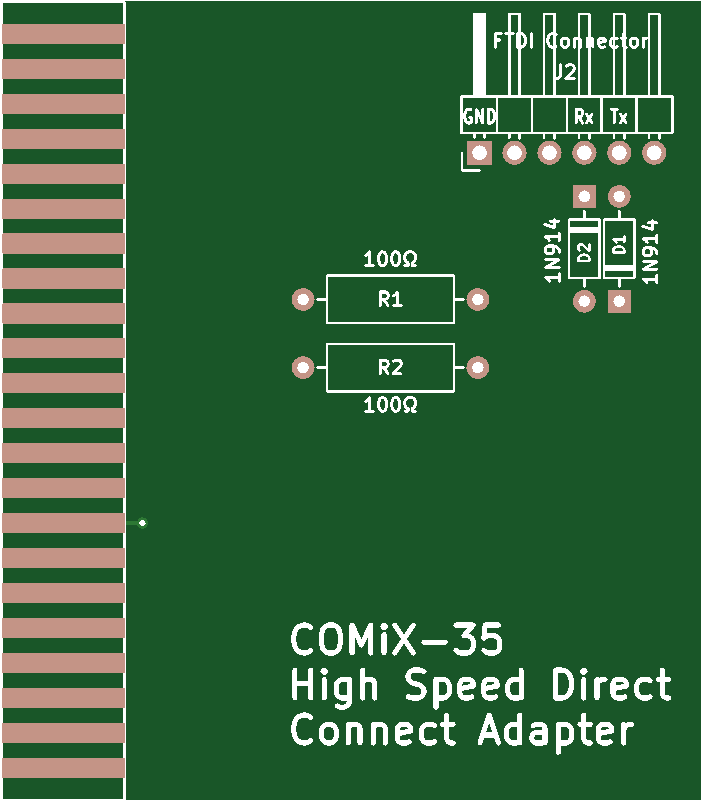 FTDI Connector
J2
GND Rx Tx
1N914 D2 D1 1N914
100Ω
R1
R2
100Ω
COMiX-35
High Speed Direct
Connect Adapter